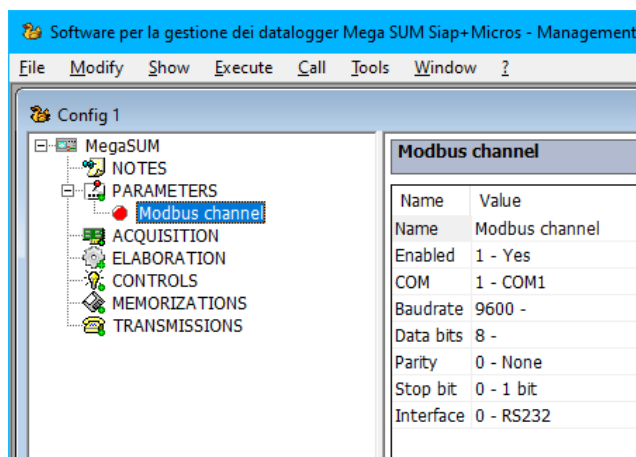 Software per la gestione dei datalogger Mega SUM Siap+Micros - Management
File Modify Show Execute Call Tools Window ?
Config 1
MegaSUM
NOTES
PARAMETERS
Modbus channel
ACQUISITION
ELABORATION
CONTROLS
MEMORIZATIONS
TRANSMISSIONS
Modbus channel
Name Value
Name Modbus channel
Enabled 1 - Yes
COM 1 - COM1
Baudrate 9600 -
Data bits 8 -
Parity 0 - None
Stop bit 0 - 1 bit
Interface 0 - RS232